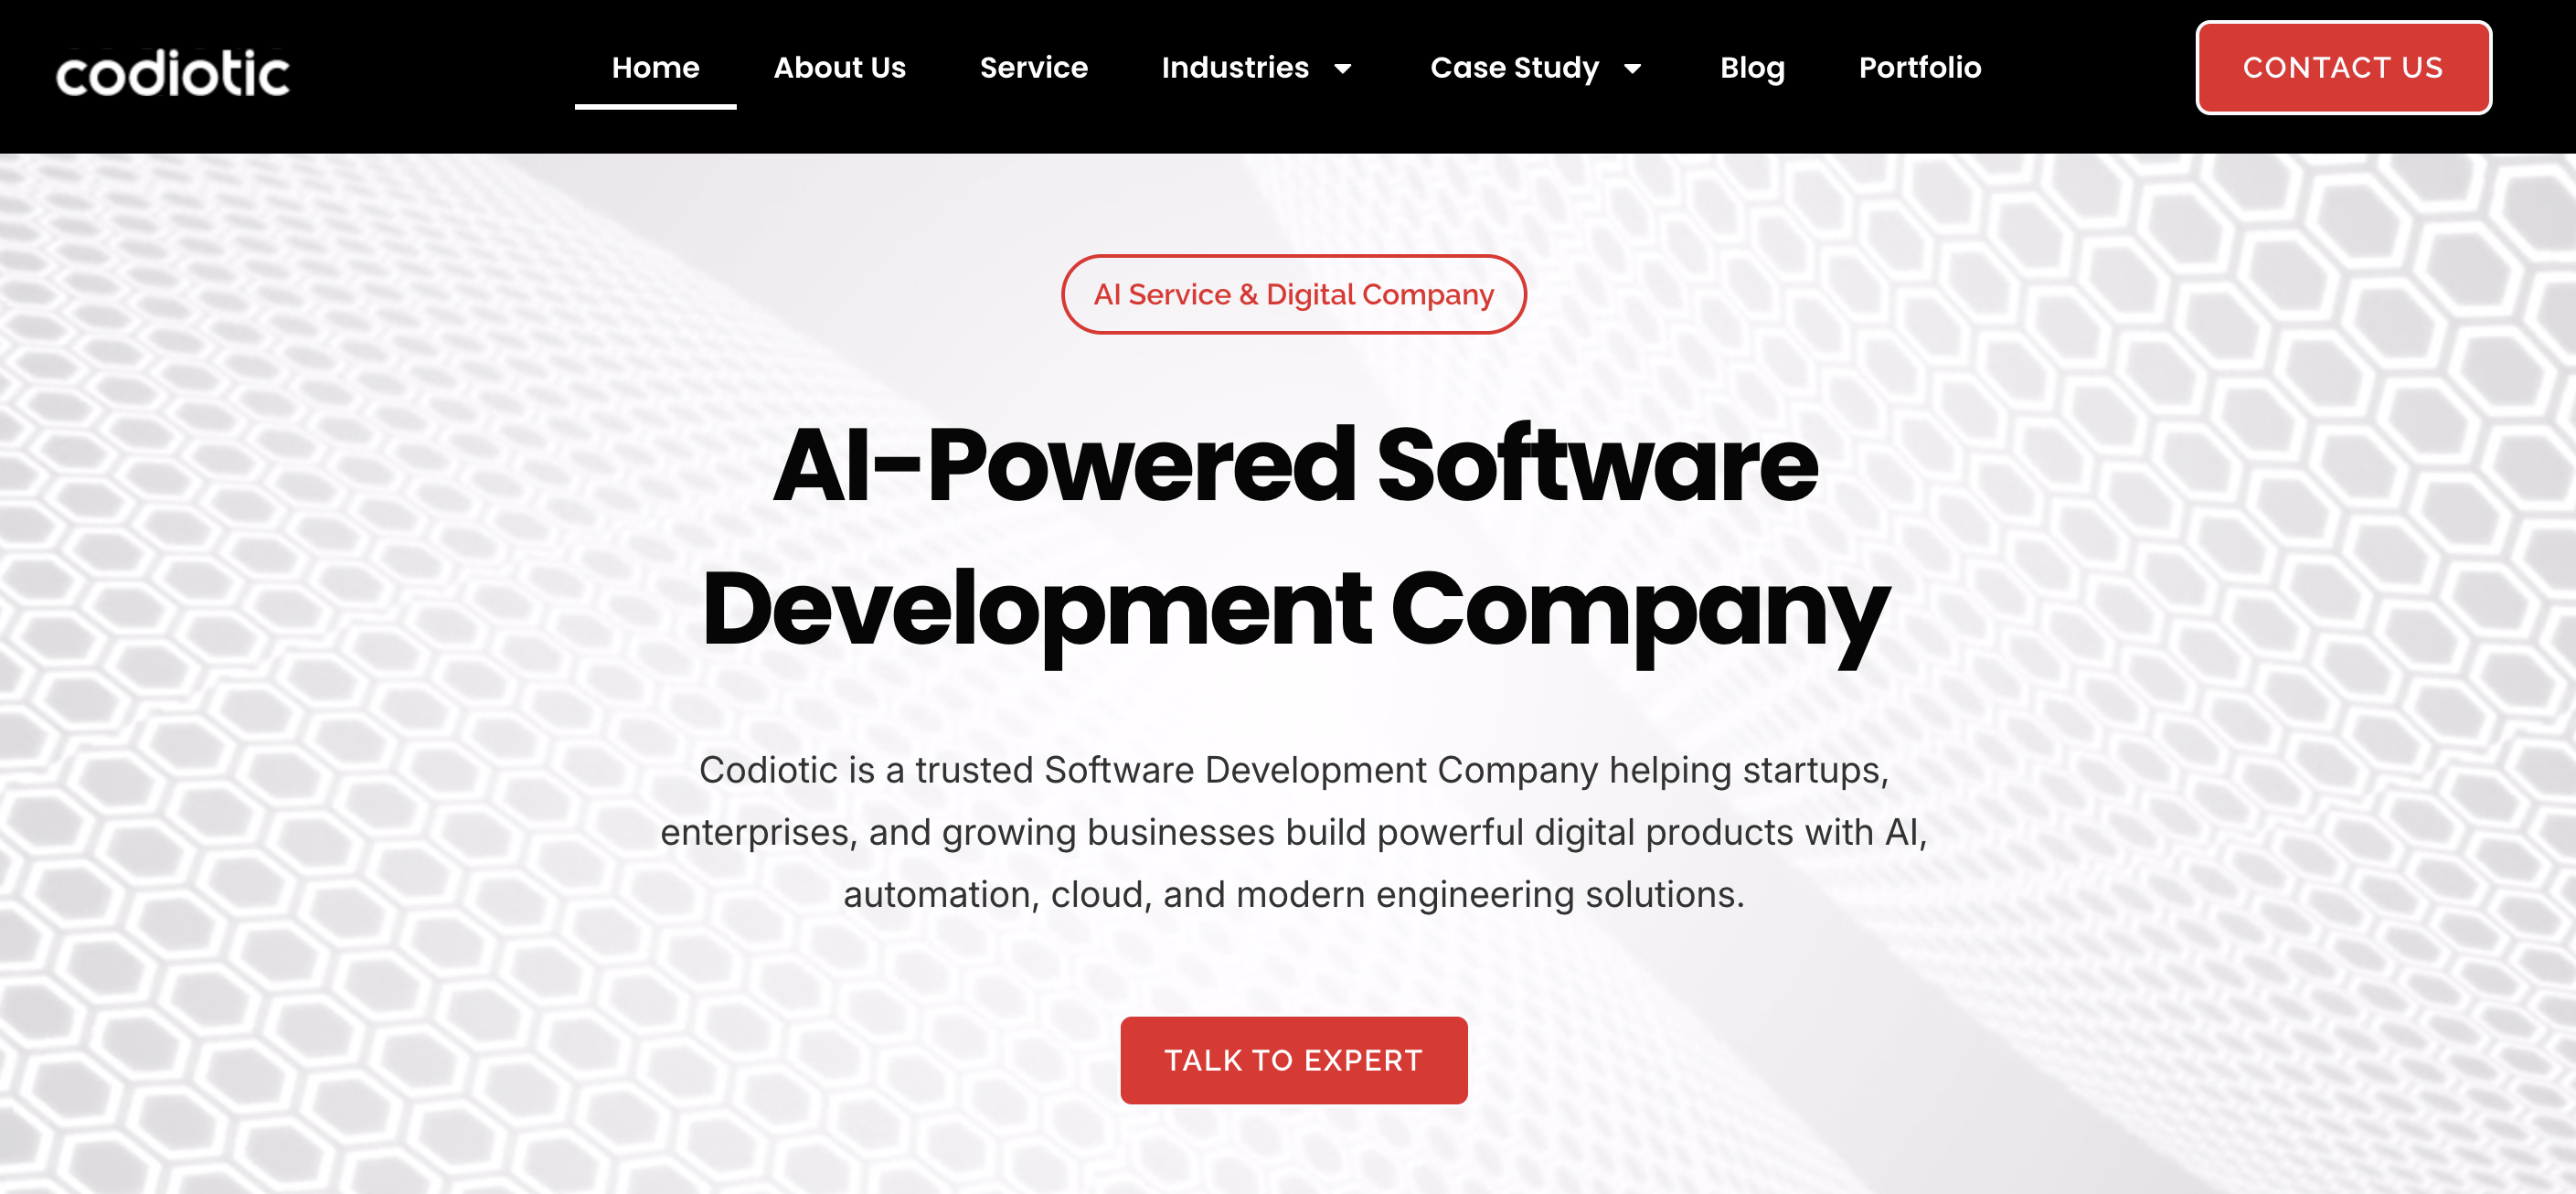 codiotic
Home About Us Service Industries Case Study Blog Portfolio
CONTACT US
AI Service & Digital Company
AI-Powered Software
Development Company
Codiotic is a trusted Software Development Company helping startups,
enterprises, and growing businesses build powerful digital products with AI,
automation, cloud, and modern engineering solutions.
TALK TO EXPERT